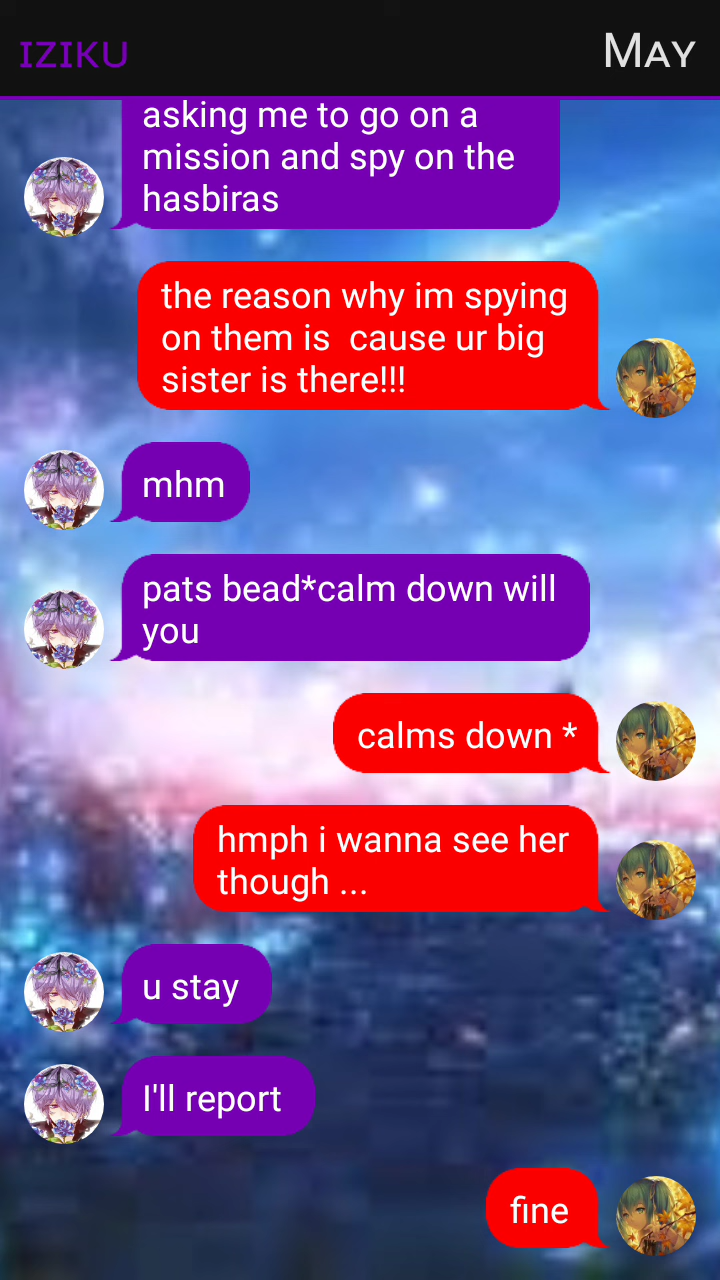 IZIKU
MAY
asking me to go on a
mission and spy on the
hasbiras
the reason why im spying
on them is  cause ur big
sister is there!!!
mhm
pats bead*calm down will
you
calms down *
hmph i wanna see her
though ...
u stay
I'll report
fine